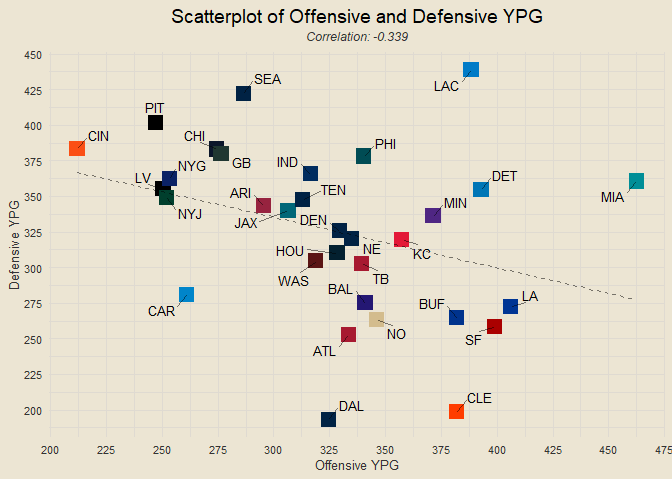 Scatterplot of Offensive and Defensive YPG
Correlation: -0.339
450
425
400
375
350
325
300
275
250
225
200
Defensive YPG
SEA
LAC
PIT
CIN
CHI
GB
PHI
IND
LV
NYG
DET
MIA
TEN
ARI
NYJ
JAX
MIN
DEN
NE
KC
HOU
WAS
TB
BAL
BUF
LA
CAR
NO
SF
ATL
DAL
CLE
200
225
250
275
300
325
350
375
400
425
450
475
Offensive YPG